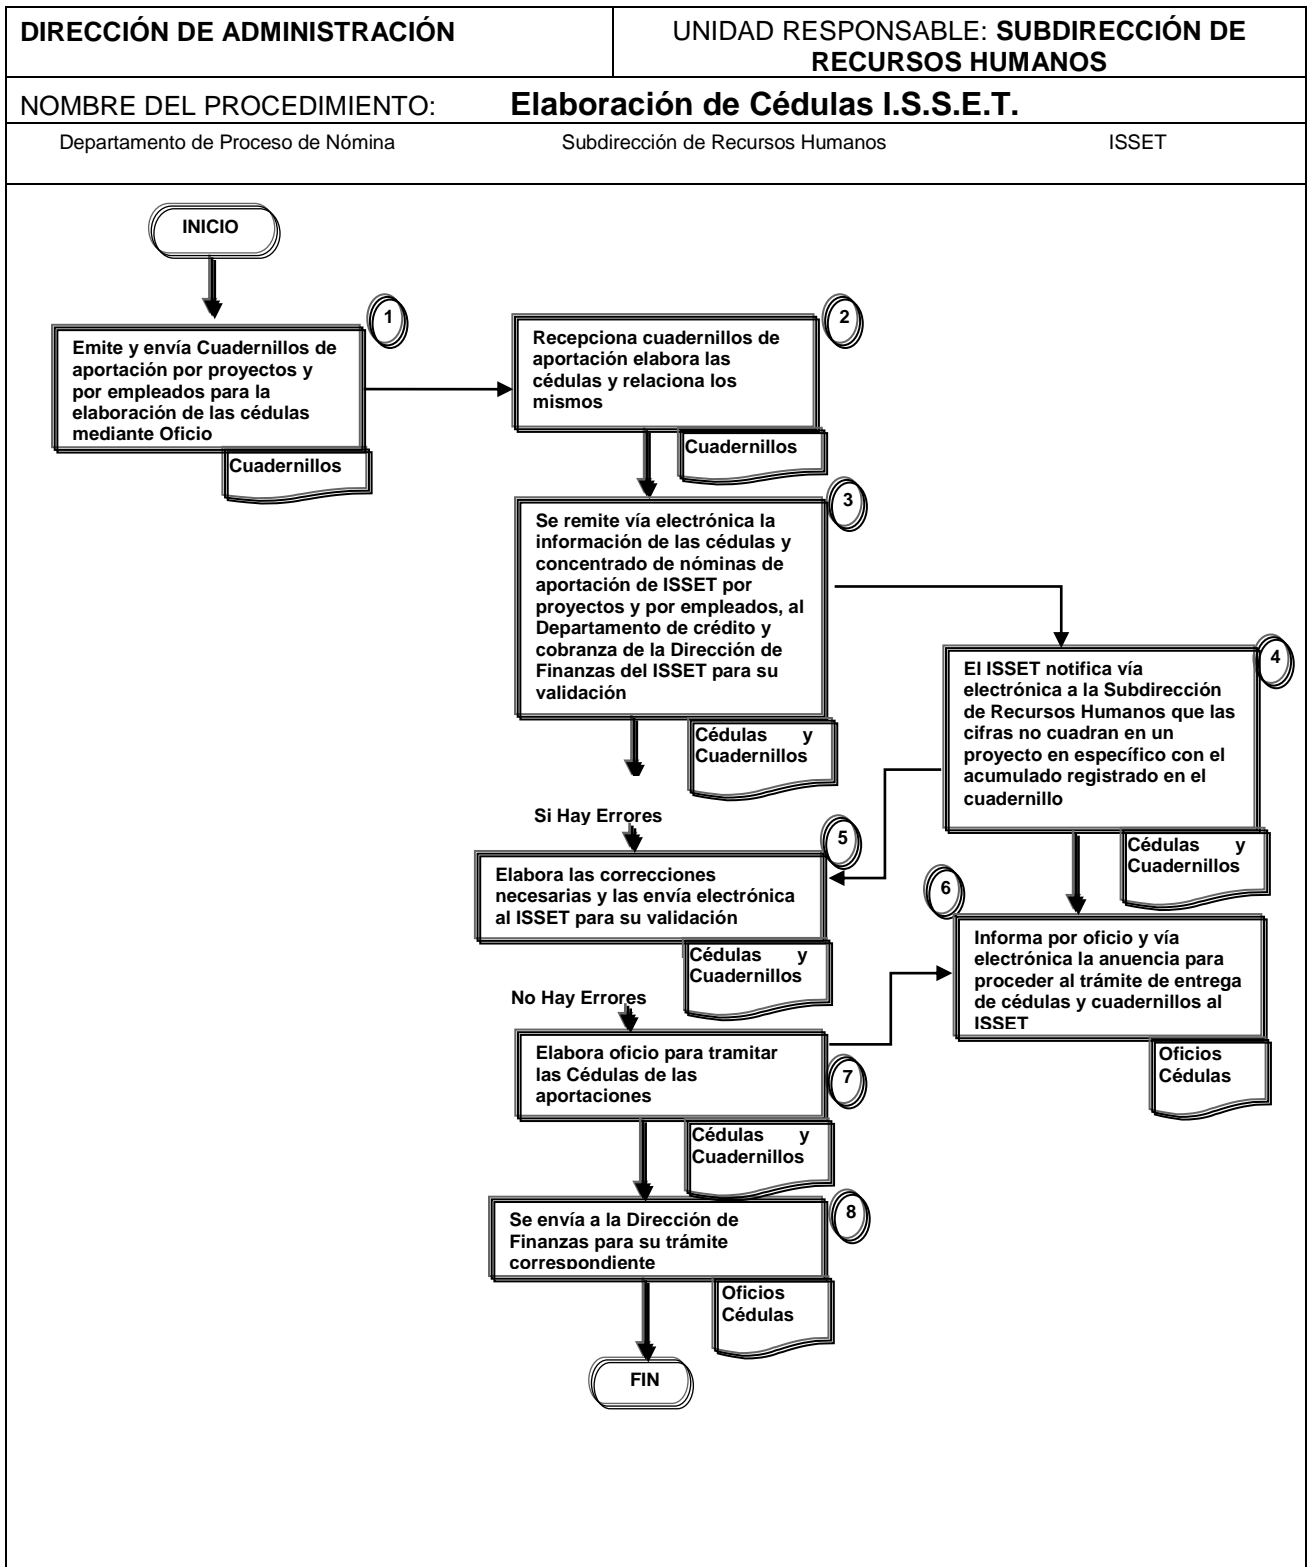 DIRECCIÓN DE ADMINISTRACIÓN
UNIDAD RESPONSABLE: SUBDIRECCIÓN DE
RECURSOS HUMANOS
NOMBRE DEL PROCEDIMIENTO: Elaboración de Cédulas I.S.S.E.T.
Departamento de Proceso de Nómina
Subdirección de Recursos Humanos
ISSET
INICIO
1
Emite y envía Cuadernillos de
aportación por proyectos y
por empleados para la
elaboración de las cédulas
mediante Oficio
Cuadernillos
2
Recepciona cuadernillos de
aportación elabora las
cédulas y relaciona los
mismos
Cuadernillos
3
Se remite vía electrónica la
información de las cédulas y
concentrado de nóminas de
aportación de ISSET por
proyectos y por empleados, al
Departamento de crédito y
cobranza de la Dirección de
Finanzas del ISSET para su
validación
Cédulas y
Cuadernillos
4
El ISSET notifica vía
electrónica a la Subdirección
de Recursos Humanos que las
cifras no cuadran en un
proyecto en específico con el
acumulado registrado en el
cuadernillo
Cédulas y
Cuadernillos
Si Hay Errores
5
Elabora las correcciones
necesarias y las envía electrónica
al ISSET para su validación
Cédulas y
Cuadernillos
6
Informa por oficio y vía
electrónica la anuencia para
proceder al trámite de entrega
de cédulas y cuadernillos al
ISSET
Oficios
Cédulas
No Hay Errores
Elabora oficio para tramitar
las Cédulas de las
aportaciones
7
Cédulas y
Cuadernillos
8
Se envía a la Dirección de
Finanzas para su trámite
correspondiente
Oficios
Cédulas
FIN